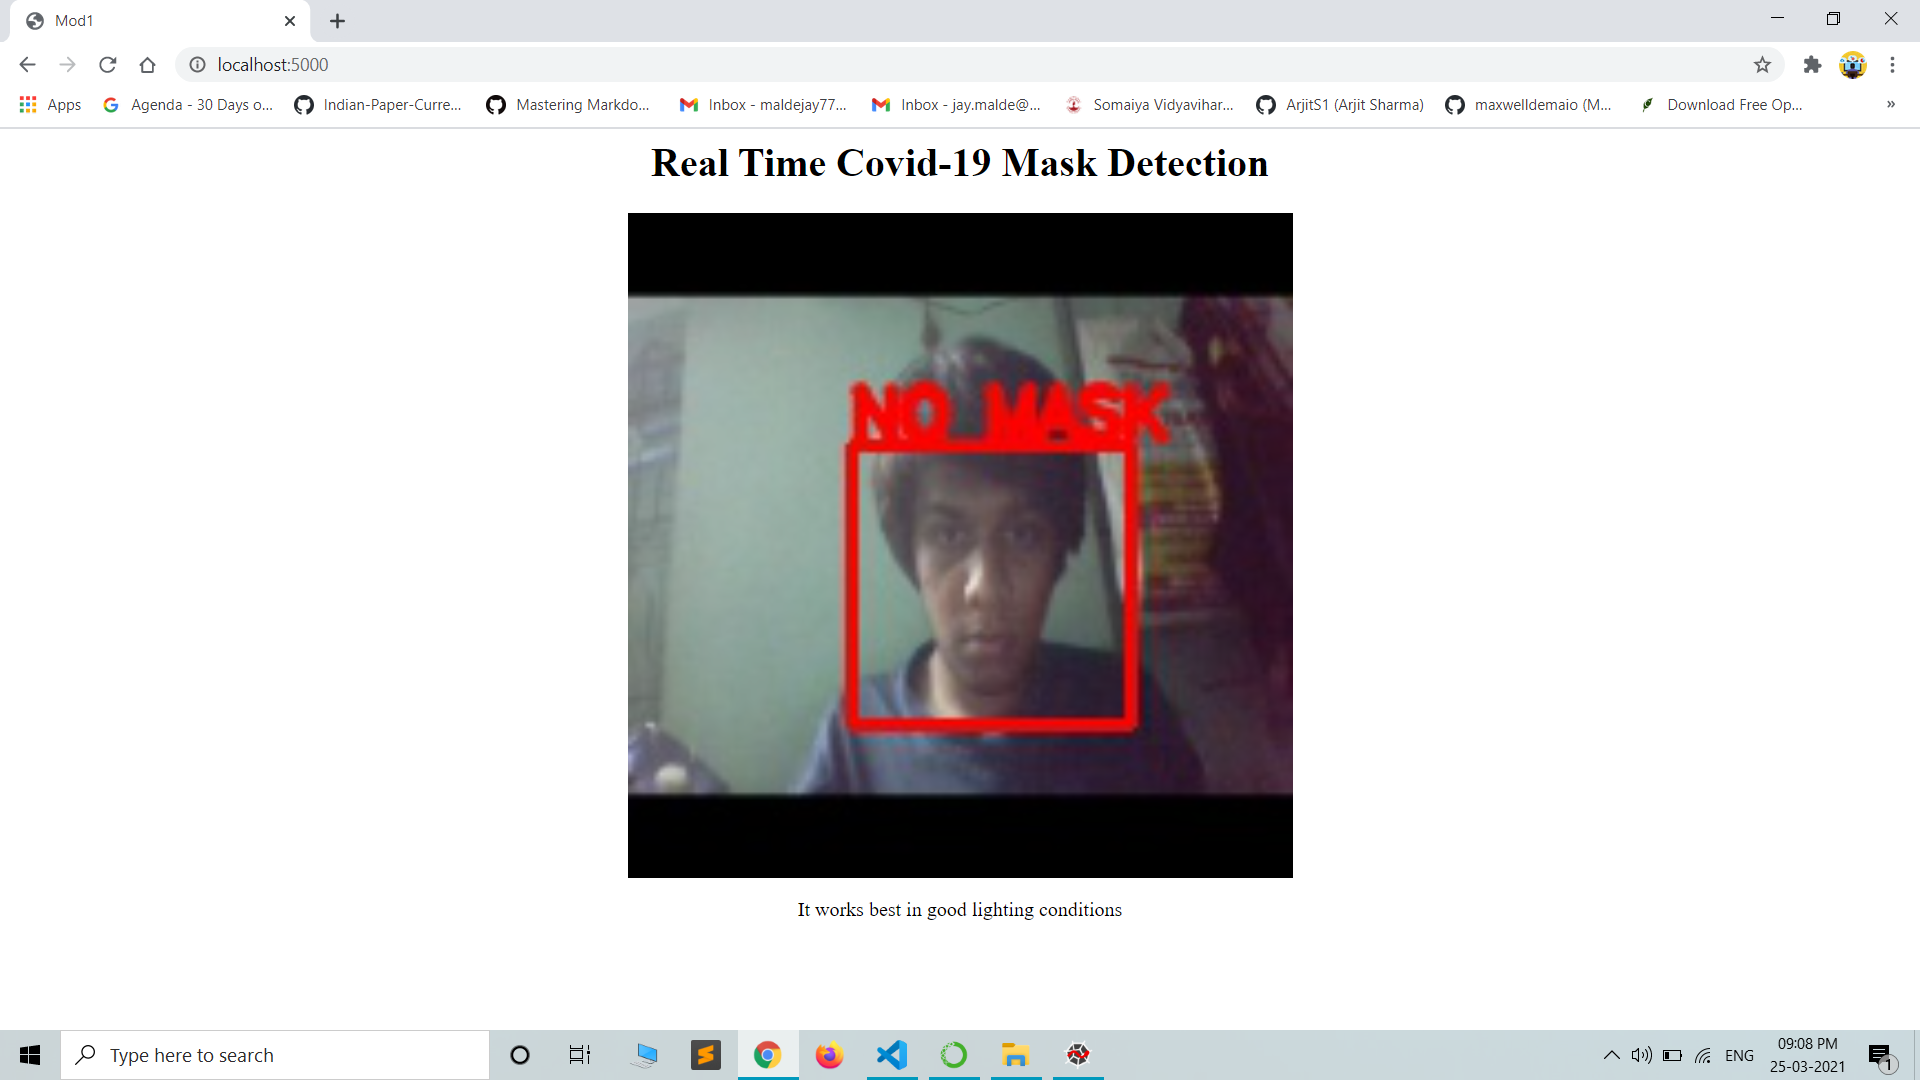 Mod1
localhost:5000
Apps
Agenda - 30 Days o...
Indian-Paper-Curre...
Mastering Markdo...
Inbox - maldejay77...
Inbox - jay.malde@...
Somaiya Vidyavihar...
ArjitS1 (Arjit Sharma)
maxwelldemaio (M...
Download Free Op...
»
Real Time Covid-19 Mask Detection
NO MASK
It works best in good lighting conditions
Type here to search
ENG
09:08 PM
25-03-2021
1